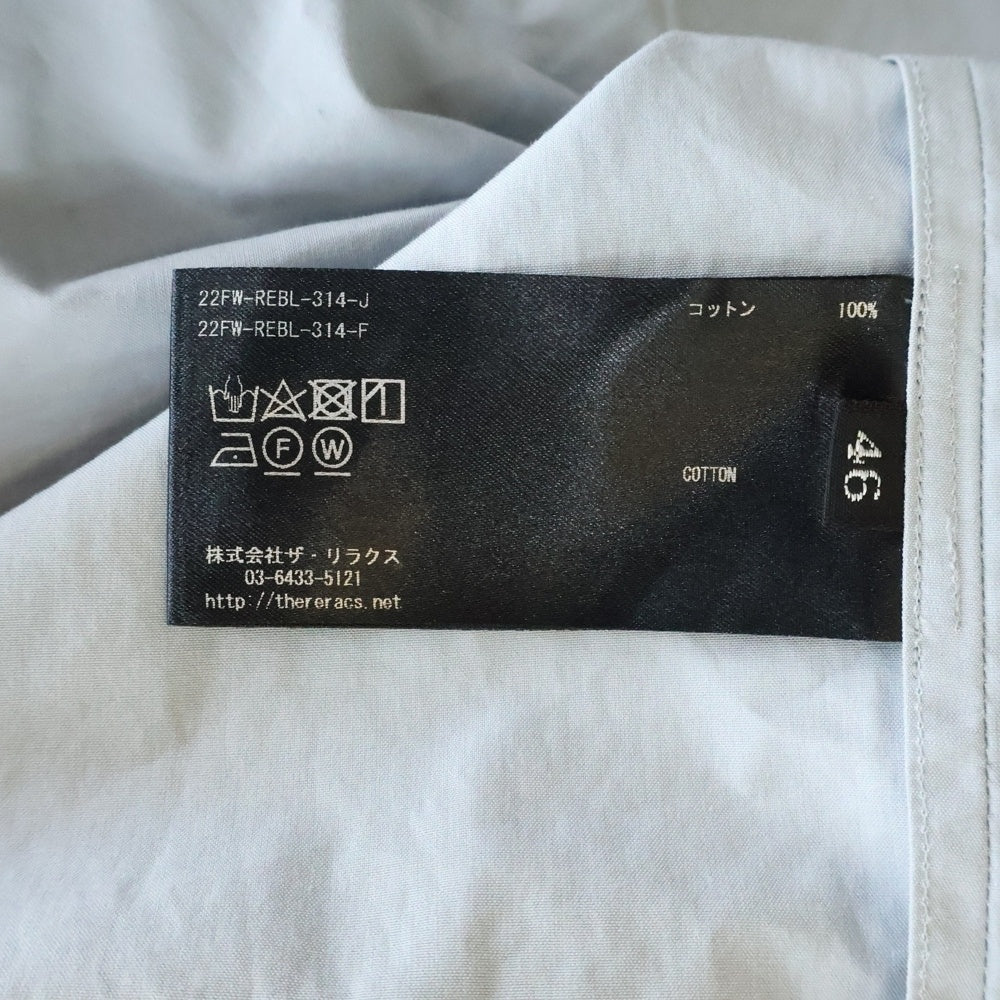 22FW-REBL-314-J
22FW-REBL-314-F
コットン 100%
COTTON
46
F
W
株式会社ザ・リラクス
03-6433-5121
http://thereracs.net